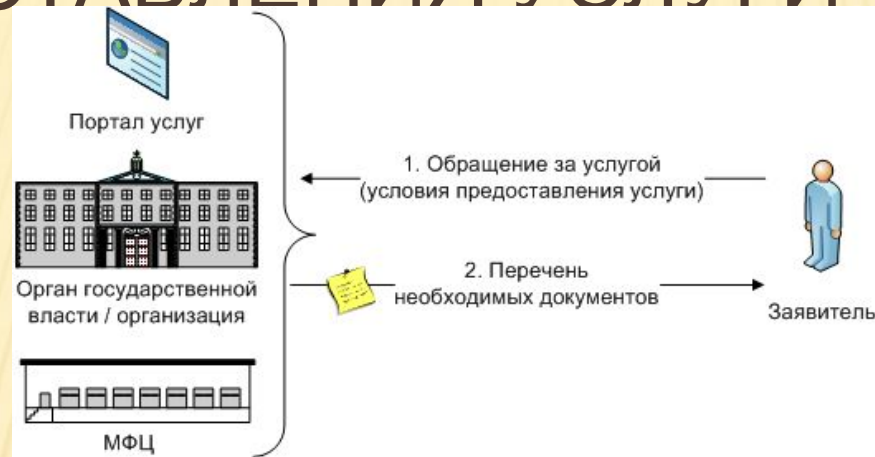 УСЛУГИ
Портал услуг
Орган государственной
власти / организация
МФЦ
1. Обращение за услугой
(условия предоставления услуги)
2. Перечень
необходимых документов
Заявитель